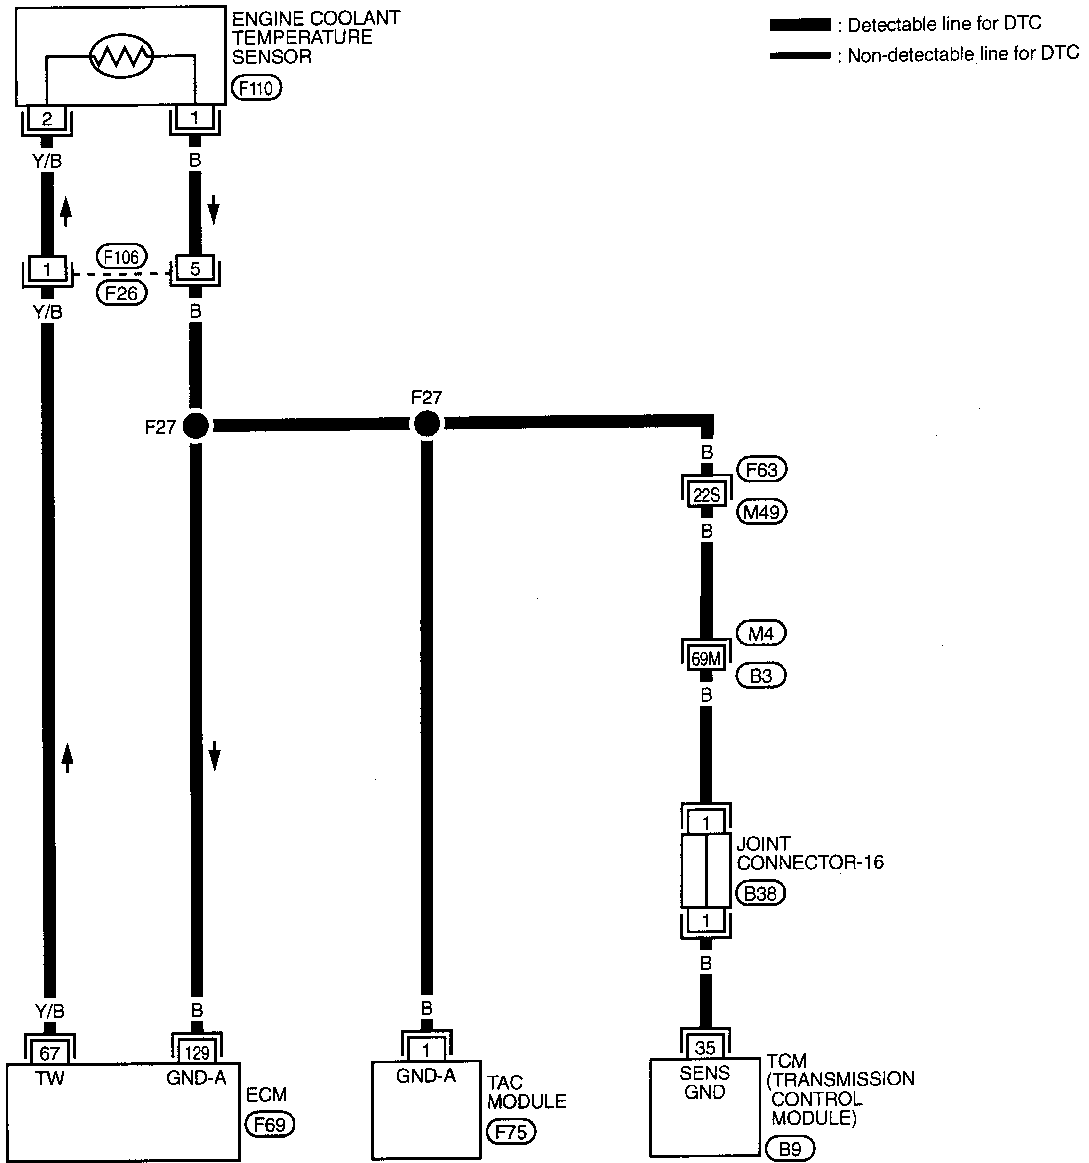 ENGINE COOLANT
TEMPERATURE
SENSOR
F110
: Detectable line for DTC
: Non-detectable line for DTC
2
1
Y/B
B
1
F106
5
F26
Y/B
B
F27
F27
B
F63
22S
M49
B
M4
69M
B3
B
1
JOINT
CONNECTOR-16
B38
1
B
Y/B
B
B
67
129
1
35
TW
GND-A
ECM
F69
GND-A
TAC
MODULE
F75
SENS
GND
TCM
(TRANSMISSION
CONTROL
MODULE)
B9